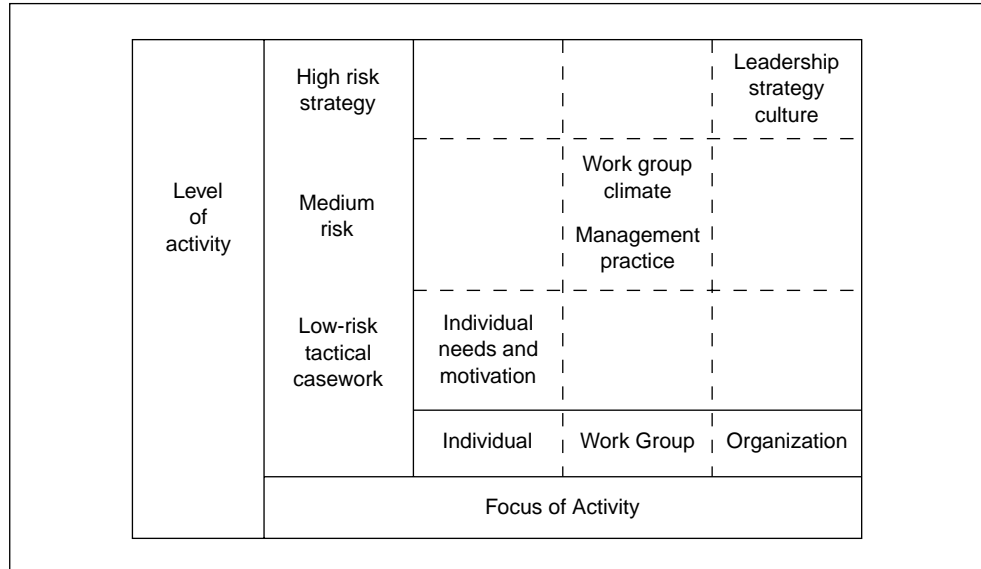 High risk
strategy
Leadership
strategy
culture
Level
of
activity
Medium
risk
Work group
climate
Management
practice
Low-risk
tactical
casework
Individual
needs and
motivation
Individual
Work Group
Organization
Focus of Activity